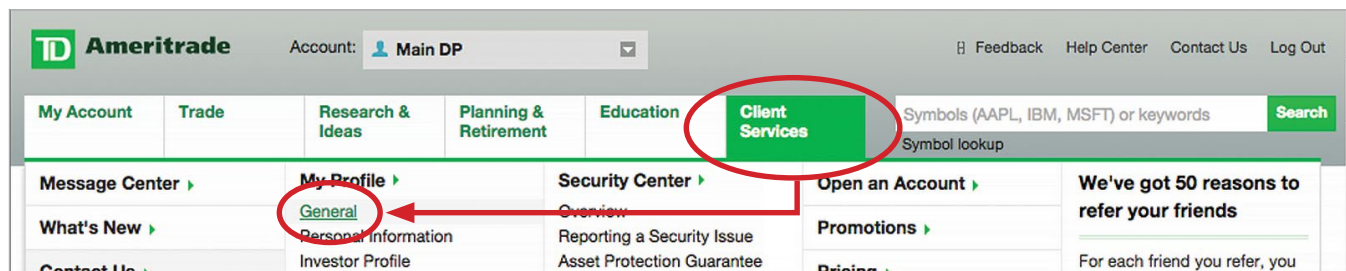 TD Ameritrade
Account: Main DP
Feedback Help Center Contact Us Log Out
My Account
Trade
Research &
Ideas
Planning &
Retirement
Education
Client
Services
Symbols (AAPL, IBM, MSFT) or keywords
Search
Symbol lookup
Message Center
What's New
Contact Us
My Profile
General
Personal Information
Investor Profile
Security Center
Overview
Reporting a Security Issue
Asset Protection Guarantee
Open an Account
Promotions
Pricing
We've got 50 reasons to
refer your friends
For each friend you refer, you